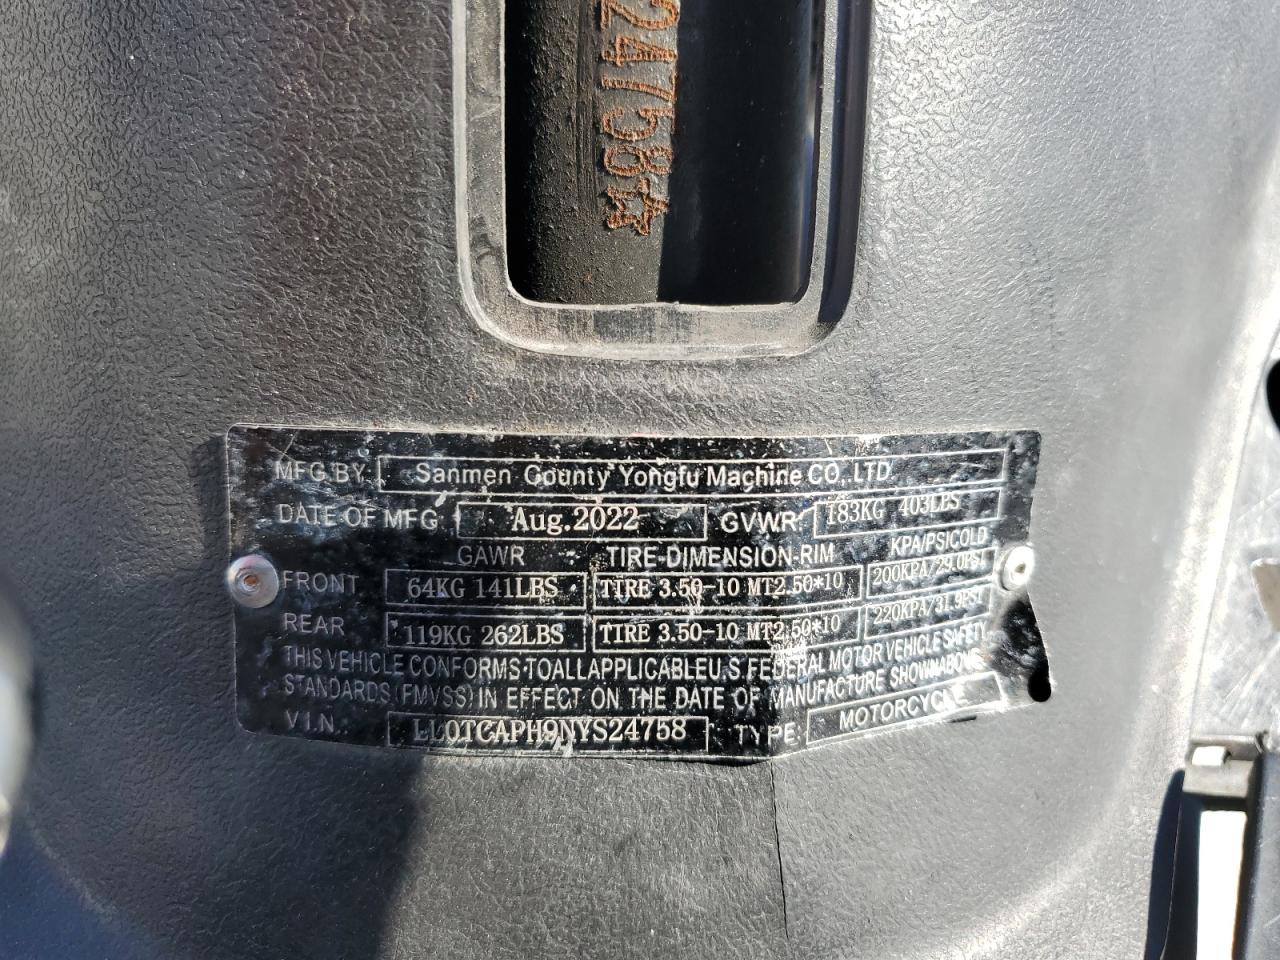 24758☆
MFG.BY Sanmen County Yongfu Machine CO,.LTD.
DATE OF MFG Aug.2022 GVWR: 183KG 403LBS
GAWR TIRE-DIMENSION-RIM KPA/PSICOLD
FRONT 64KG 141LBS TIRE 3.50-10 MT2.50*10 200KPA/29.0PSI
REAR 119KG 262LBS TIRE 3.50-10 MT2.50*10 220KPA/31.9PSI
THIS VEHICLE CONFORMS-TOALLAPPLICABLEU.S.FEDERAL MOTOR VEHICLE SAFETY
STANDARDS (FMVSS) IN EFFECT ON THE DATE OF MANUFACTURE SHOWNABOVE
V.I.N. LL0TCAPH9NYS24758 TYPE: MOTORCYCLE